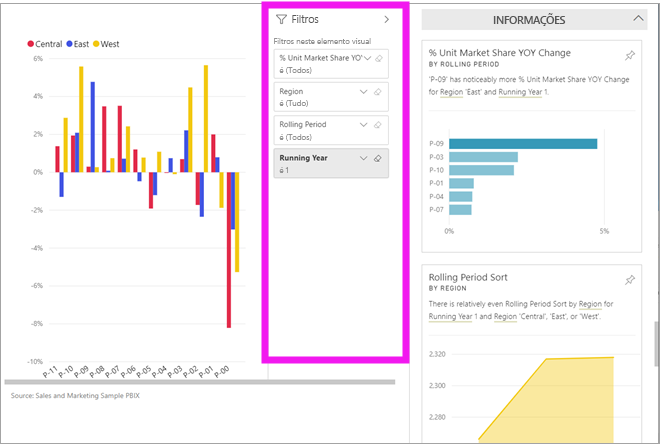 Central East West
6%
4%
2%
0%
-2%
-4%
-6%
-8%
-10%
P-11 P-10 P-09 P-08 P-07 P-06 P-05 P-04 P-03 P-02 P-01 P-00
Source: Sales and Marketing Sample PBIX
Filtros
Filtros neste elemento visual
% Unit Market Share YO'
é (Todos)
Region
é (Tudo)
Rolling Period
é (Todos)
Running Year
é 1
INFORMAÇÕES
% Unit Market Share YOY Change
BY ROLLING PERIOD
'P-09' has noticeably more % Unit Market Share YOY Change
for Region 'East' and Running Year 1.
P-09
P-03
P-10
P-01
P-04
P-07
0% 5%
Rolling Period Sort
BY REGION
There is relatively even Rolling Period Sort by Region for
Running Year 1 and Region 'Central', 'East', or 'West'.
2,320
2,300
2,280